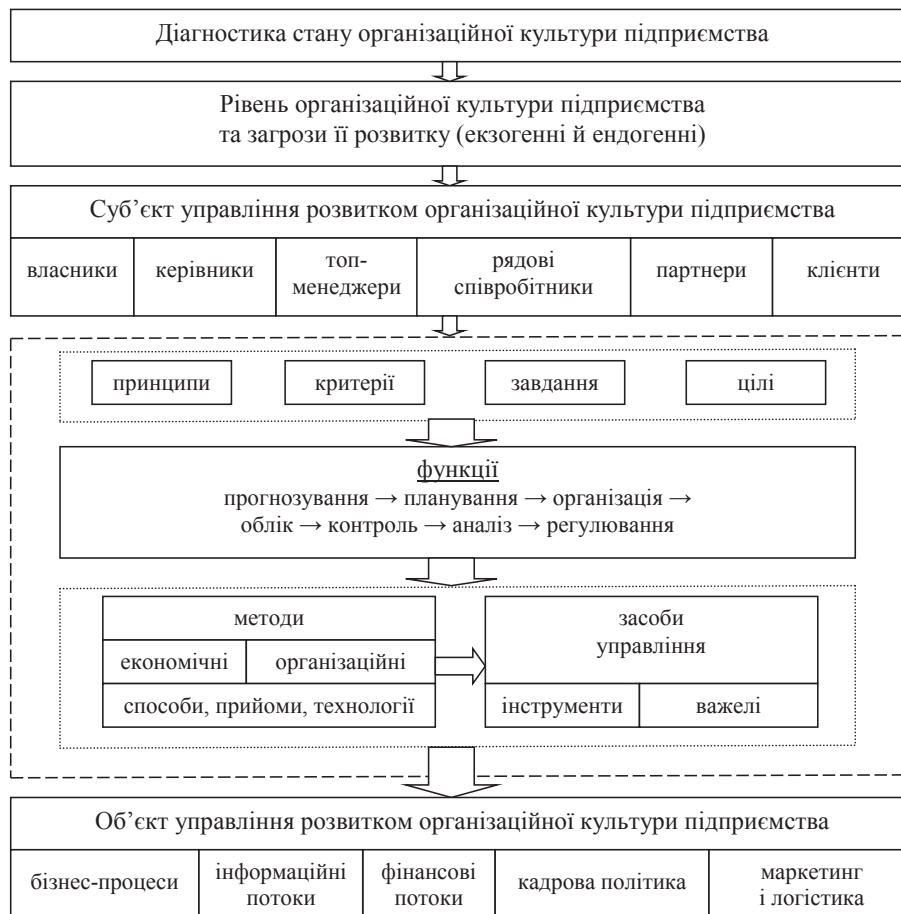 Діагностика стану організаційної культури підприємства
Рівень організаційної культури підприємства
та загрози її розвитку (екзогенні й ендогенні)
Суб’єкт управління розвитком організаційної культури підприємства
власники
керівники
топ-
менеджери
рядові
співробітники
партнери
клієнти
принципи
критерії
завдання
цілі
функції
прогнозування → планування → організація →
облік → контроль → аналіз → регулювання
методи
економічні
організаційні
способи, прийоми, технології
засоби
управління
інструменти
важелі
Об’єкт управління розвитком організаційної культури підприємства
бізнес-процеси
інформаційні
потоки
фінансові
потоки
кадрова політика
маркетинг
і логістика